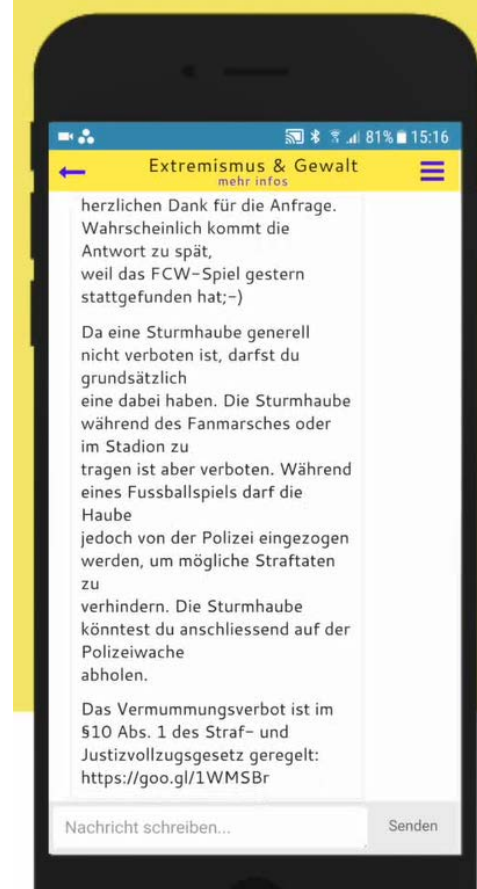 81% 15:16
Extremismus & Gewalt
mehr infos
herzlichen Dank für die Anfrage.
Wahrscheinlich kommt die
Antwort zu spät,
weil das FCW-Spiel gestern
stattgefunden hat;-)
Da eine Sturmhaube generell
nicht verboten ist, darfst du
grundsätzlich
eine dabei haben. Die Sturmhaube
während des Fanmarsches oder
im Stadion zu
tragen ist aber verboten. Während
eines Fussballspiels darf die
Haube
jedoch von der Polizei eingezogen
werden, um mögliche Straftaten
zu
verhindern. Die Sturmhaube
könntest du anschliessend auf der
Polizeiwache
abholen.
Das Vermummungsverbot ist im
§10 Abs. 1 des Straf- und
Justizvollzugsgesetz geregelt:
https://goo.gl/1WMSBr
Nachricht schreiben...
Senden